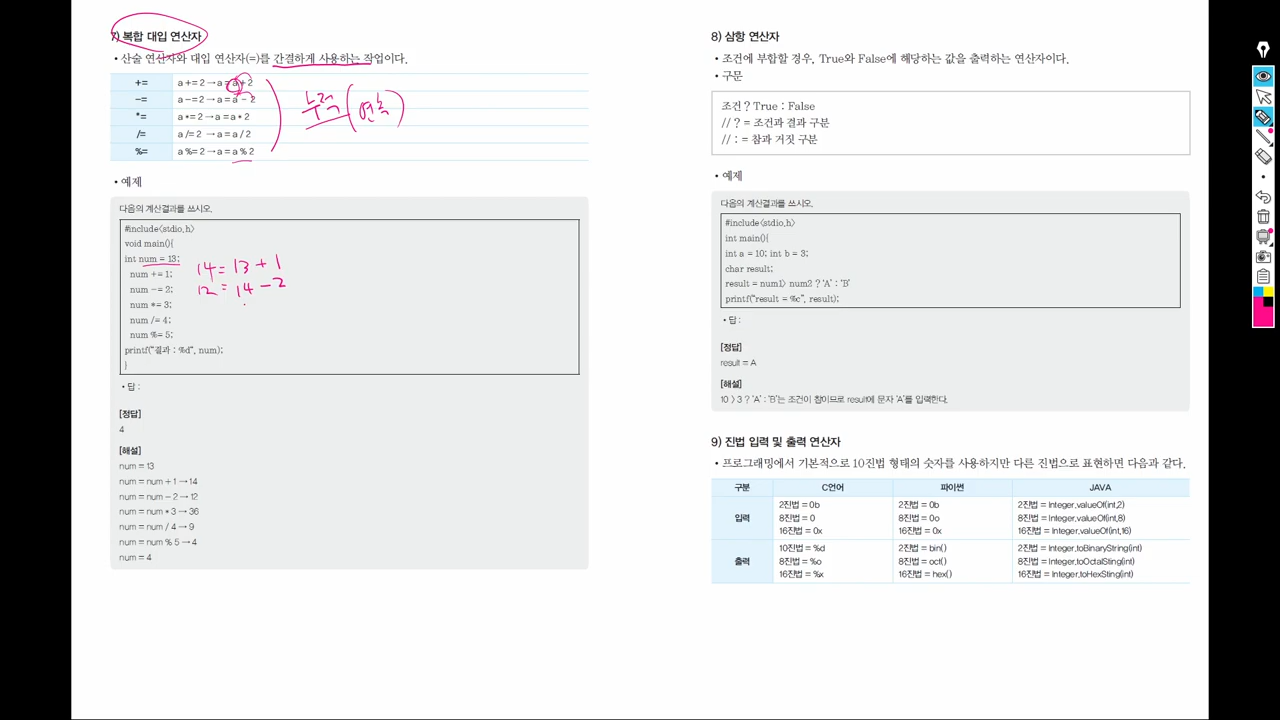 7) 복합 대입 연산자
• 산술 연산자와 대입 연산자(=)를 간결하게 사용하는 작업이다.
+= a+=2→a=a+2
-= a-=2→a=a-2
*= a*=2→a=a*2
/= a/=2 →a=a/2
%= a%=2→a=a%2
누적 (연속)
• 예제
다음의 계산결과를 쓰시오.
#include<stdio.h>
void main(){
int num = 13;
num += 1; 14 = 13 + 1
num -= 2; 12 = 14 - 2
num *= 3;
num /= 4;
num %= 5;
printf("결과 : %d", num);
}
• 답 :
[정답]
4
[해설]
num = 13
num = num + 1 → 14
num = num - 2 → 12
num = num * 3 → 36
num = num / 4 → 9
num = num % 5 → 4
num = 4
8) 삼항 연산자
• 조건에 부합할 경우, True와 False에 해당하는 값을 출력하는 연산자이다.
• 구문
조건 ? True : False
// ? = 조건과 결과 구분
// : = 참과 거짓 구분
• 예제
다음의 계산결과를 쓰시오.
#include<stdio.h>
int main(){
int a = 10; int b = 3;
char result;
result = num1> num2 ? 'A' : 'B'
printf("result = %c", result);
• 답 :
[정답]
result = A
[해설]
10 > 3 ? 'A' : 'B'는 조건이 참이므로 result에 문자 'A'를 입력한다.
9) 진법 입력 및 출력 연산자
• 프로그래밍에서 기본적으로 10진법 형태의 숫자를 사용하지만 다른 진법으로 표현하면 다음과 같다.
구분 C언어 파이썬 JAVA
입력
2진법 = 0b 2진법 = 0b 2진법 = Integer.valueOf(int,2)
8진법 = 0 8진법 = 0o 8진법 = Integer.valueOf(int,8)
16진법 = 0x 16진법 = 0x 16진법 = Integer.valueOf(int,16)
출력
10진법 = %d 2진법 = bin() 2진법 = Integer.toBinaryString(int)
8진법 = %o 8진법 = oct() 8진법 = Integer.toOctalSting(int)
16진법 = %x 16진법 = hex() 16진법 = Integer.toHexSting(int)